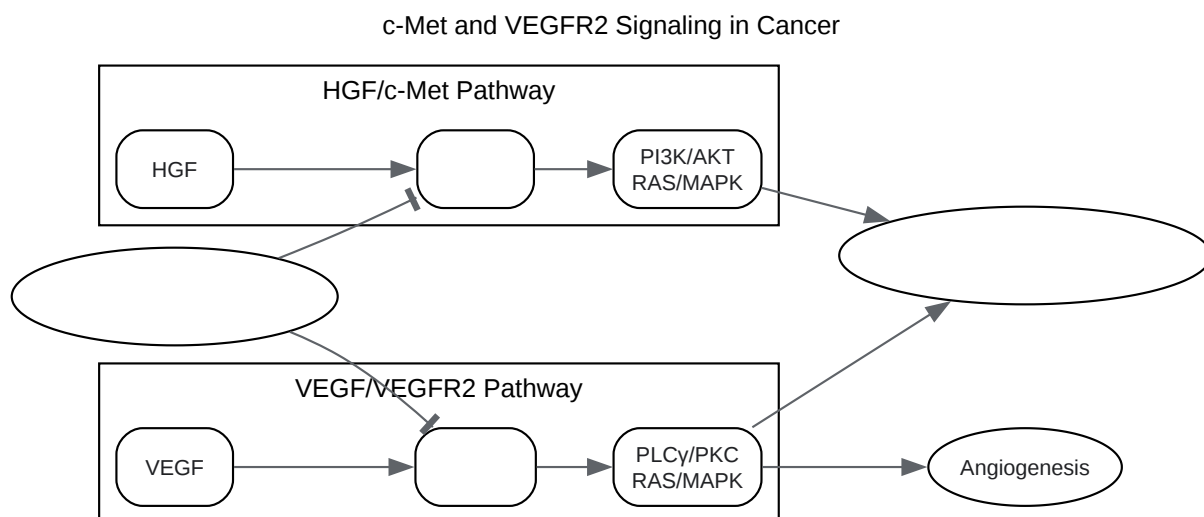 c-Met and VEGFR2 Signaling in Cancer
HGF/c-Met Pathway
HGF
PI3K/AKT
RAS/MAPK
VEGF/VEGFR2 Pathway
VEGF
PLCγ/PKC
RAS/MAPK
Angiogenesis